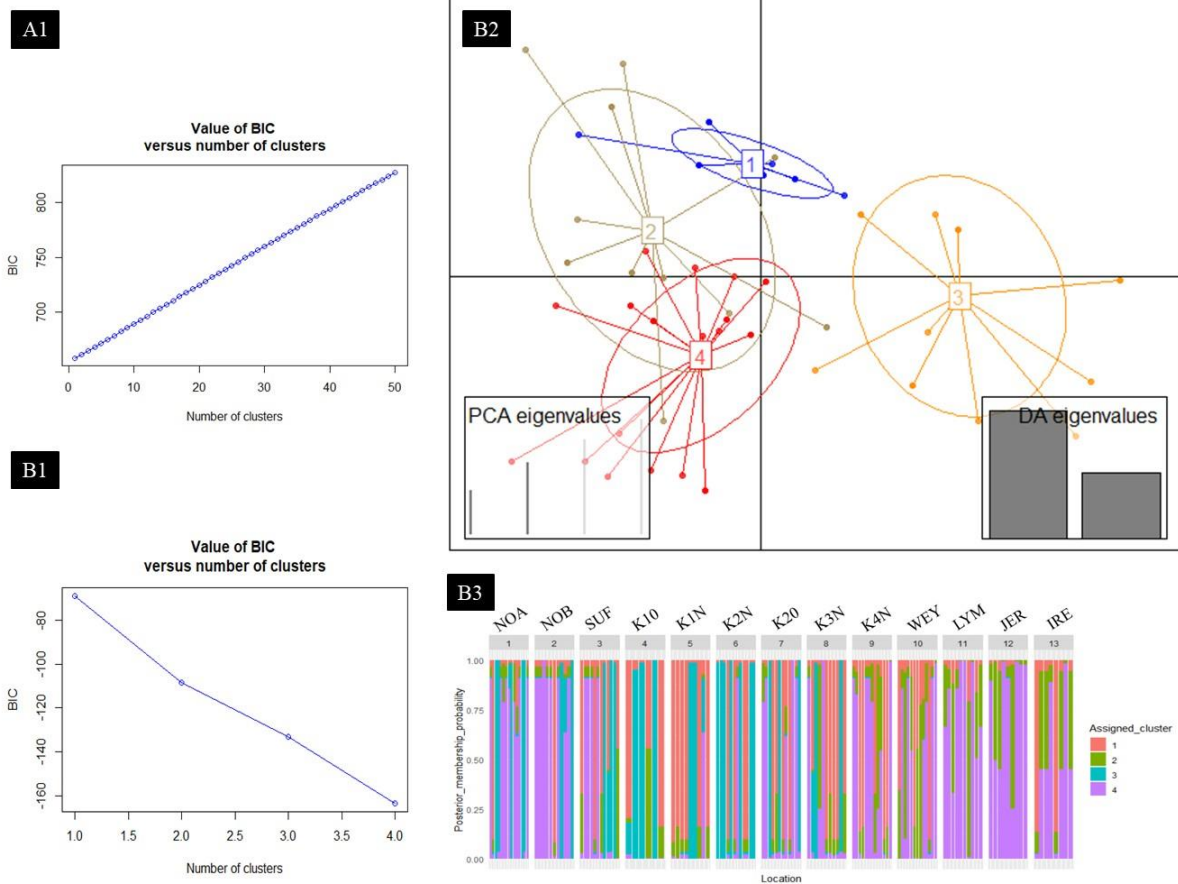 A1
Value of BIC
versus number of clusters
BIC
800
750
700
0 10 20 30 40 50
Number of clusters
B1
Value of BIC
versus number of clusters
BIC
-80
-100
-120
-140
-160
1.0 1.5 2.0 2.5 3.0 3.5 4.0
Number of clusters
B2
1
2
3
4
PCA eigenvalues
DA eigenvalues
B3
NOA NOB SUF K10 K1N K2N K20 K3N K4N WEY LYM JER IRE
1 2 3 4 5 6 7 8 9 10 11 12 13
Posterior_membership_probability
1.00
0.75
0.50
0.25
0.00
Location
Assigned_cluster
1
2
3
4